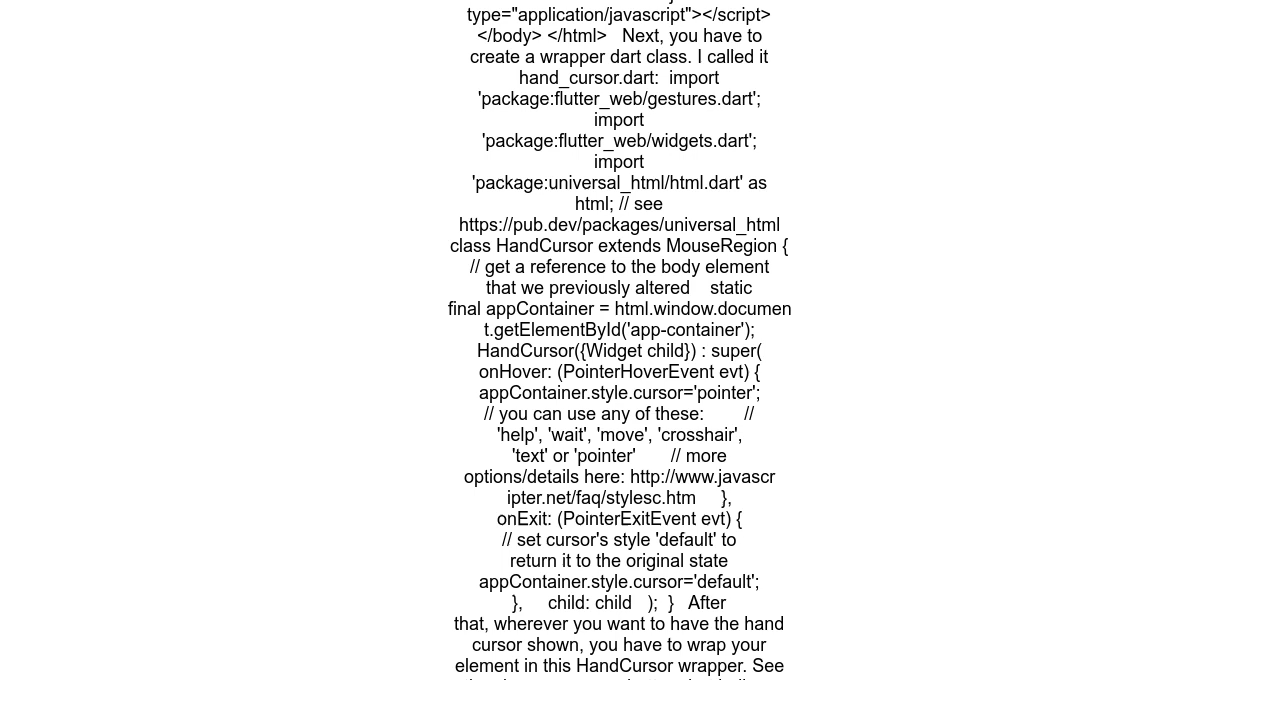 type="application/javascript"></script>
</body> </html>   Next, you have to
create a wrapper dart class. I called it
hand_cursor.dart:  import
'package:flutter_web/gestures.dart';
import
'package:flutter_web/widgets.dart';
import
'package:universal_html/html.dart' as
html; // see
https://pub.dev/packages/universal_html
class HandCursor extends MouseRegion {
// get a reference to the body element
that we previously altered    static
final appContainer = html.window.documen
t.getElementById('app-container');
HandCursor({Widget child}) : super(
onHover: (PointerHoverEvent evt) {
appContainer.style.cursor='pointer';
// you can use any of these:        //
'help', 'wait', 'move', 'crosshair',
'text' or 'pointer'       // more
options/details here: http://www.javascr
ipter.net/faq/stylesc.htm     },
onExit: (PointerExitEvent evt) {
// set cursor's style 'default' to
return it to the original state
appContainer.style.cursor='default';
},     child: child   );  }   After
that, wherever you want to have the hand
cursor shown, you have to wrap your
element in this HandCursor wrapper. See